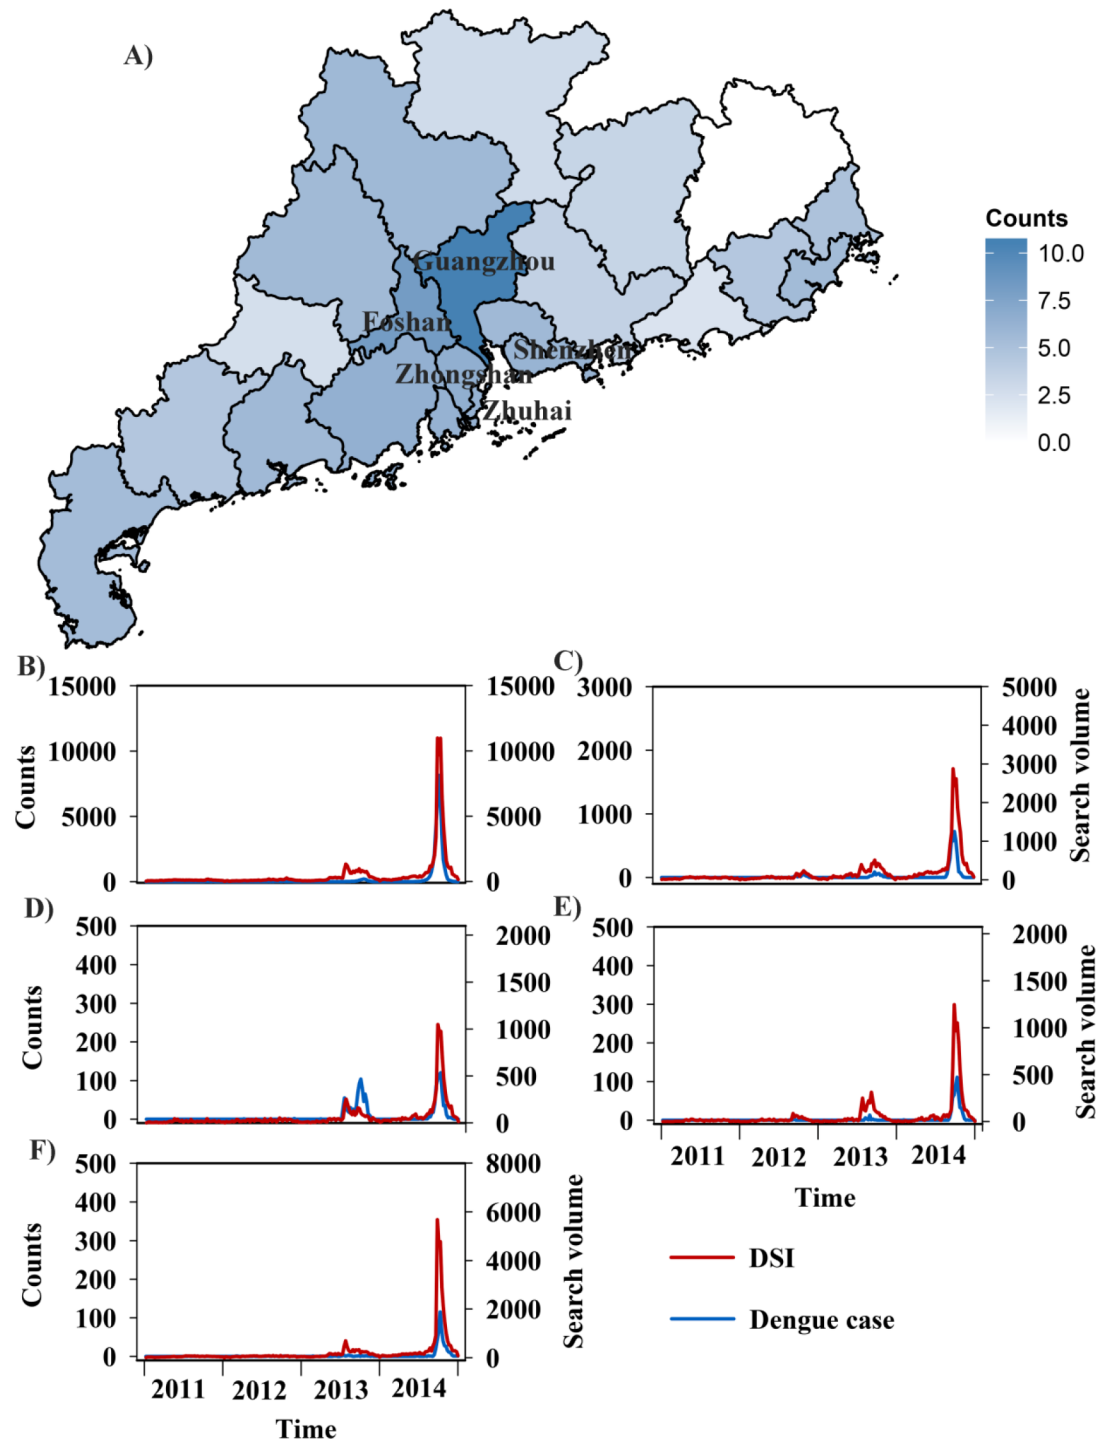 A)
Guangzhou
Foshan
Shenzhen
Zhongshan
Zhuhai
Counts
10.0
7.5
5.0
2.5
0.0
B)
15000
10000
5000
0
Counts
15000
10000
5000
0
C)
3000
2000
1000
0
5000
4000
3000
2000
1000
0
Search volume
D)
500
400
300
200
100
0
Counts
2000
1500
1000
500
0
E)
500
400
300
200
100
0
2000
1500
1000
500
0
Search volume
2011 2012 2013 2014
Time
F)
500
400
300
200
100
0
Counts
8000
6000
4000
2000
0
Search volume
2011 2012 2013 2014
Time
DSI
Dengue case